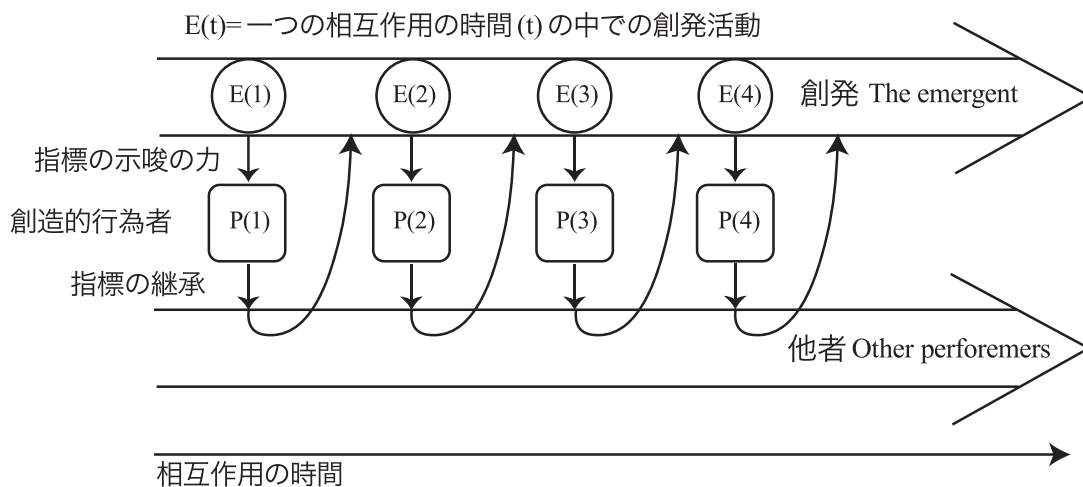 E(t)= 一つの相互作用の時間 (t) の中での創発活動
E(1) E(2) E(3) E(4) 創発 The emergent
指標の示唆の力
創造的行為者 P(1) P(2) P(3) P(4)
指標の継承
他者 Other perforemers
相互作用の時間